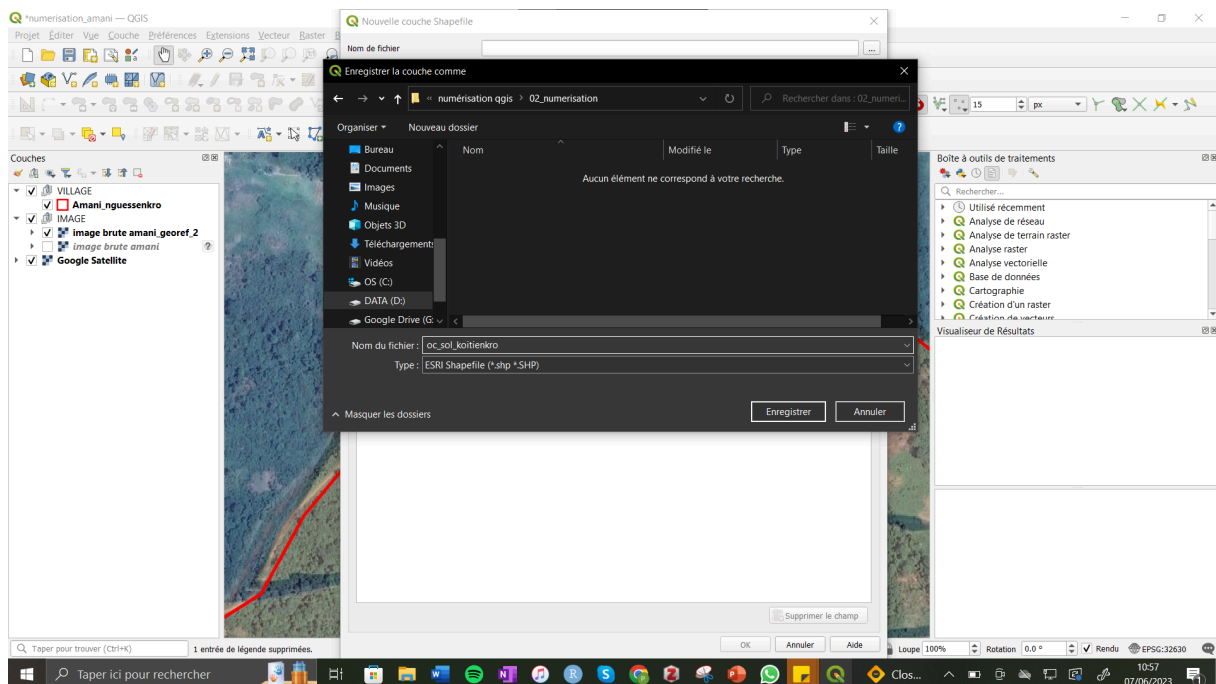 *numerisation_amani — QGIS
Projet Éditer Vue Couche Préférences Extensions Vecteur Raster
Nouvelle couche Shapefile
Nom de fichier
...
Enregistrer la couche comme
« numérisation qgis > 02_numerisation
Rechercher dans : 02_numeri...
Organiser Nouveau dossier
15 px
Bureau
Documents
Images
Musique
Objets 3D
Téléchargements
Vidéos
OS (C:)
DATA (D:)
Google Drive (G:
Nom Modifié le Type Taille
Aucun élément ne correspond à votre recherche.
Nom du fichier : oc_sol_koitienkro
Type : ESRI Shapefile (*.shp *.SHP)
Masquer les dossiers
Enregistrer Annuler
Couches
VILLAGE
Amani_nguessenkro
IMAGE
image brute amani_georef_2
image brute amani ?
Google Satellite
Boîte à outils de traitements
Rechercher...
Utilisé récemment
Analyse de réseau
Analyse de terrain raster
Analyse raster
Analyse vectorielle
Base de données
Cartographie
Création d'un raster
Création de vecteurs
Visualiseur de Résultats
Supprimer le champ
OK Annuler Aide
Taper pour trouver (Ctrl+K) 1 entrée de légende supprimées.
Loupe 100% Rotation 0.0 ° Rendu EPSG:32630
Taper ici pour rechercher
Clos...
10:57
07/06/2023